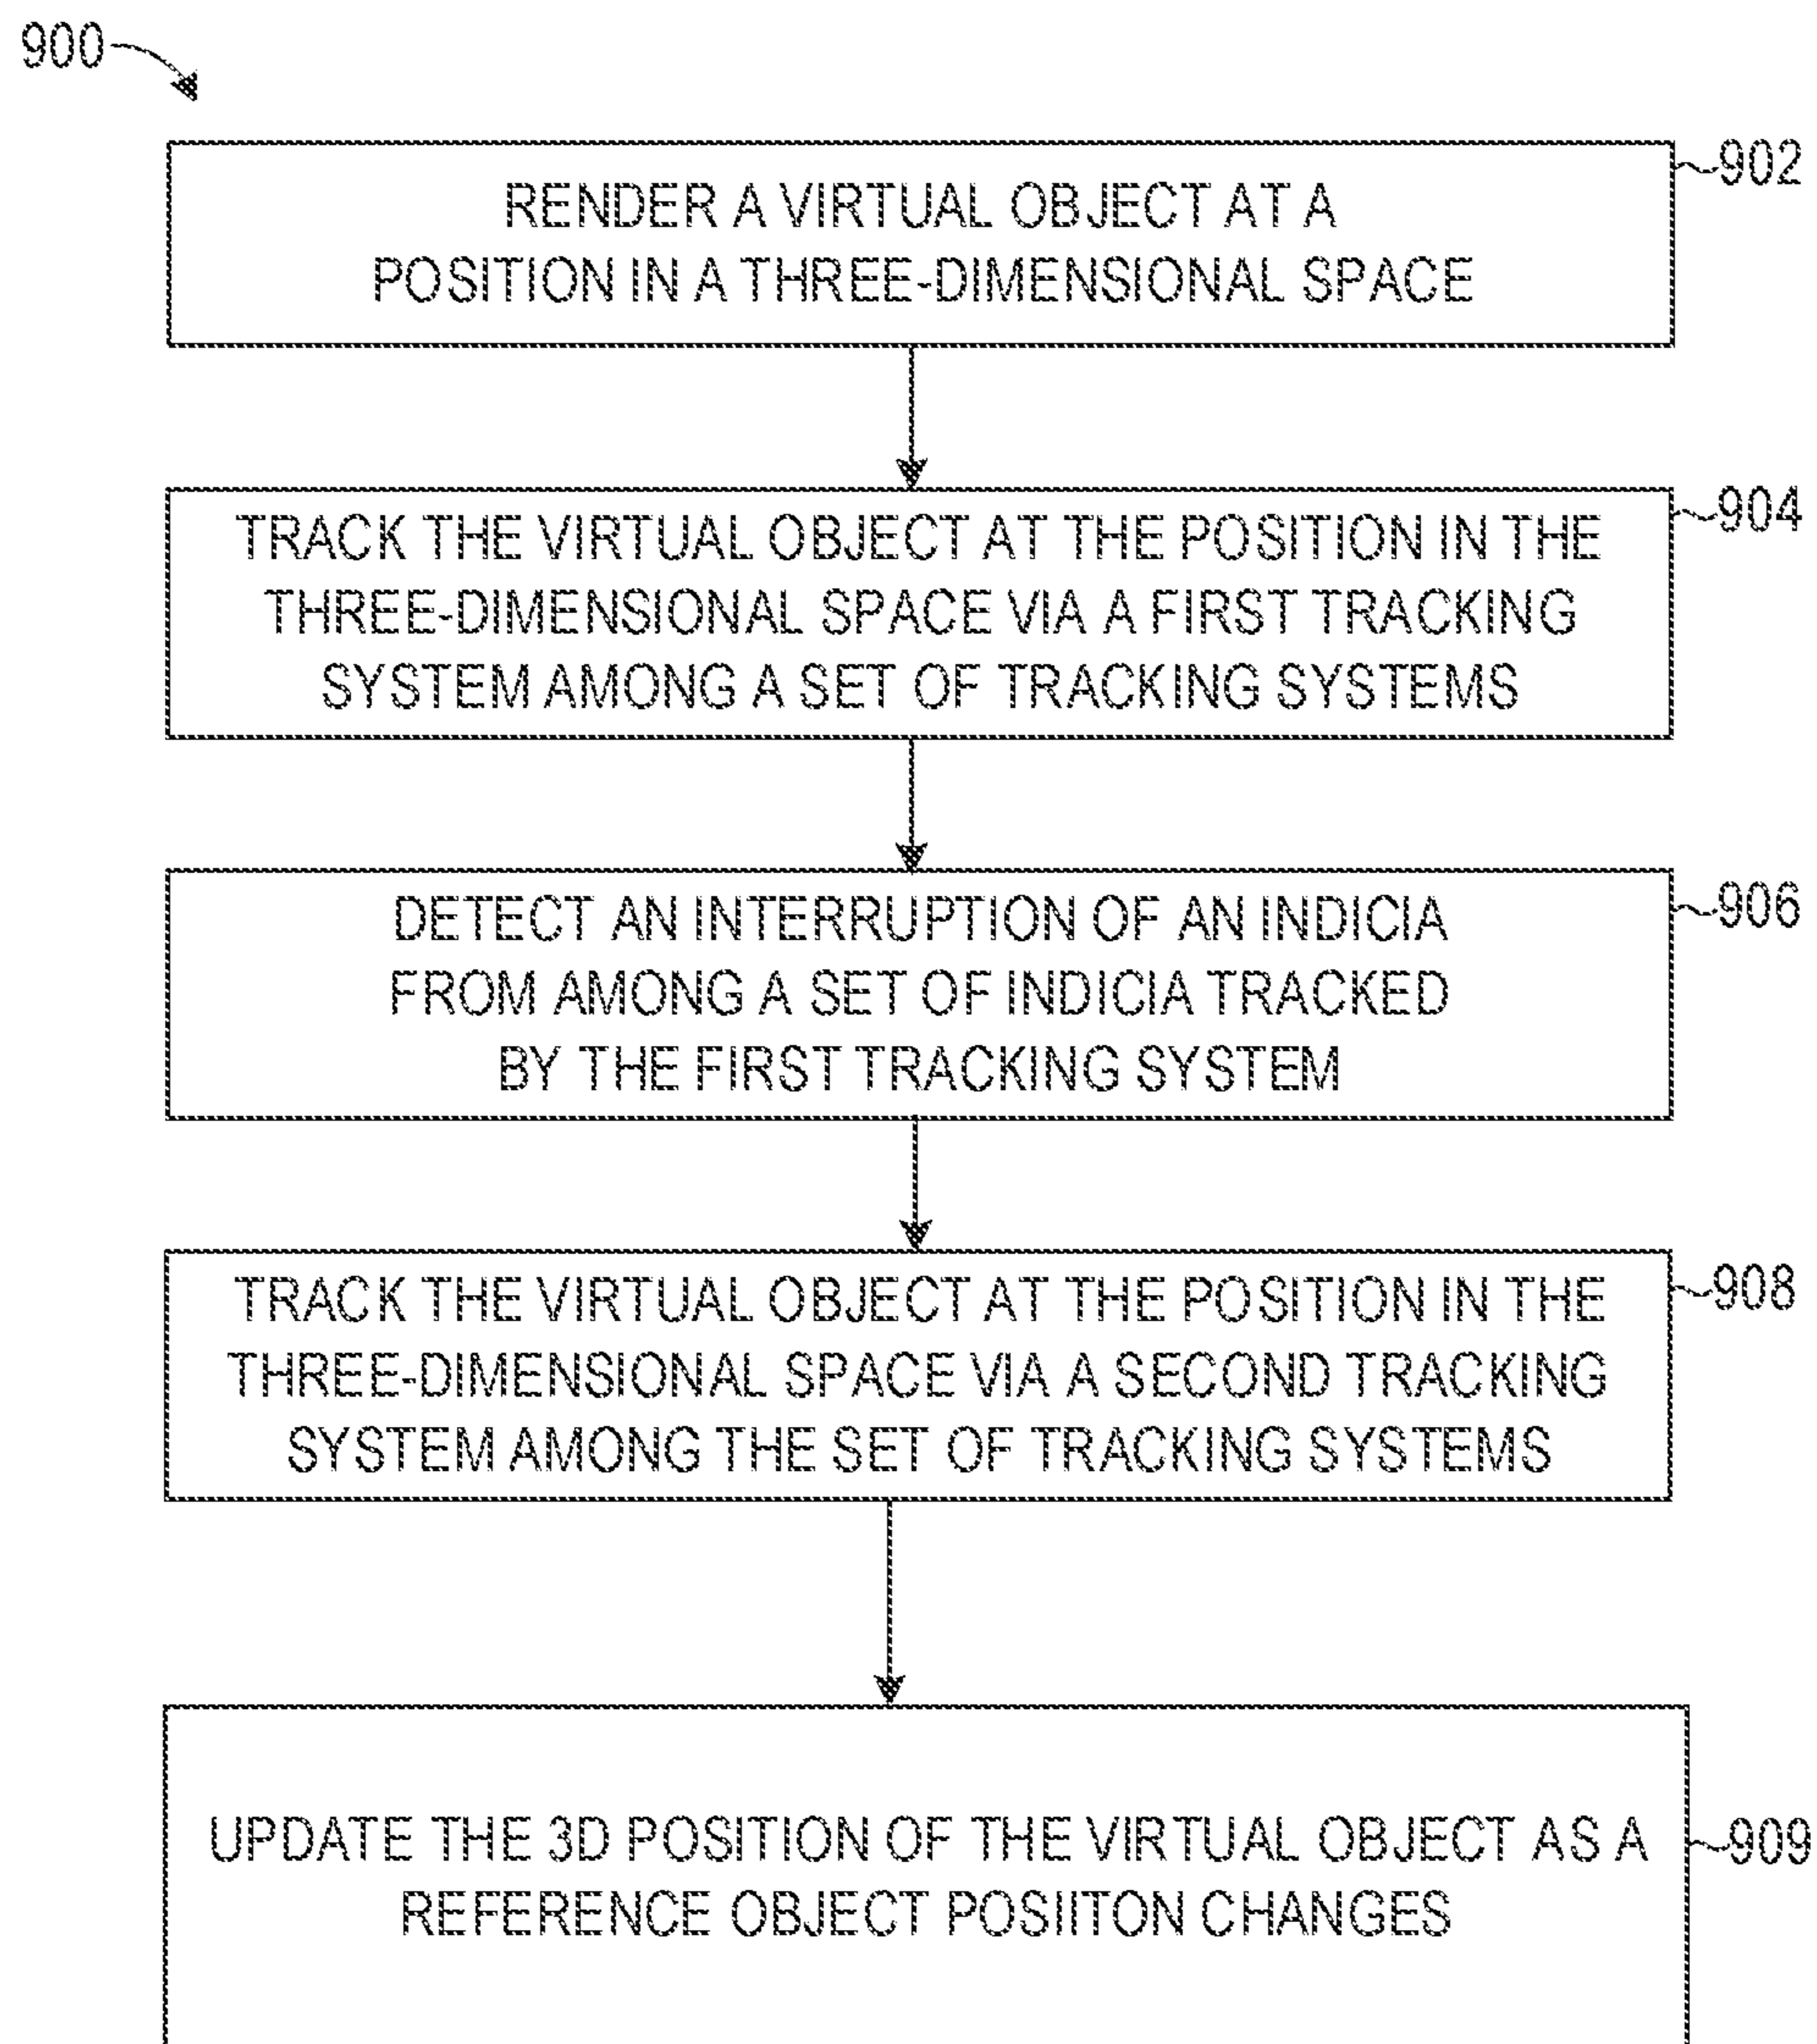 900
902
RENDER A VIRTUAL OBJECT AT A
POSITION IN A THREE-DIMENSIONAL SPACE
904
TRACK THE VIRTUAL OBJECT AT THE POSITION IN THE
THREE-DIMENSIONAL SPACE VIA A FIRST TRACKING
SYSTEM AMONG A SET OF TRACKING SYSTEMS
906
DETECT AN INTERRUPTION OF AN INDICIA
FROM AMONG A SET OF INDICIA TRACKED
BY THE FIRST TRACKING SYSTEM
908
TRACK THE VIRTUAL OBJECT AT THE POSITION IN THE
THREE-DIMENSIONAL SPACE VIA A SECOND TRACKING
SYSTEM AMONG THE SET OF TRACKING SYSTEMS
UPDATE THE 3D POSITION OF THE VIRTUAL OBJECT AS A
909
REFERENCE OBJECT POSIITON CHANGES